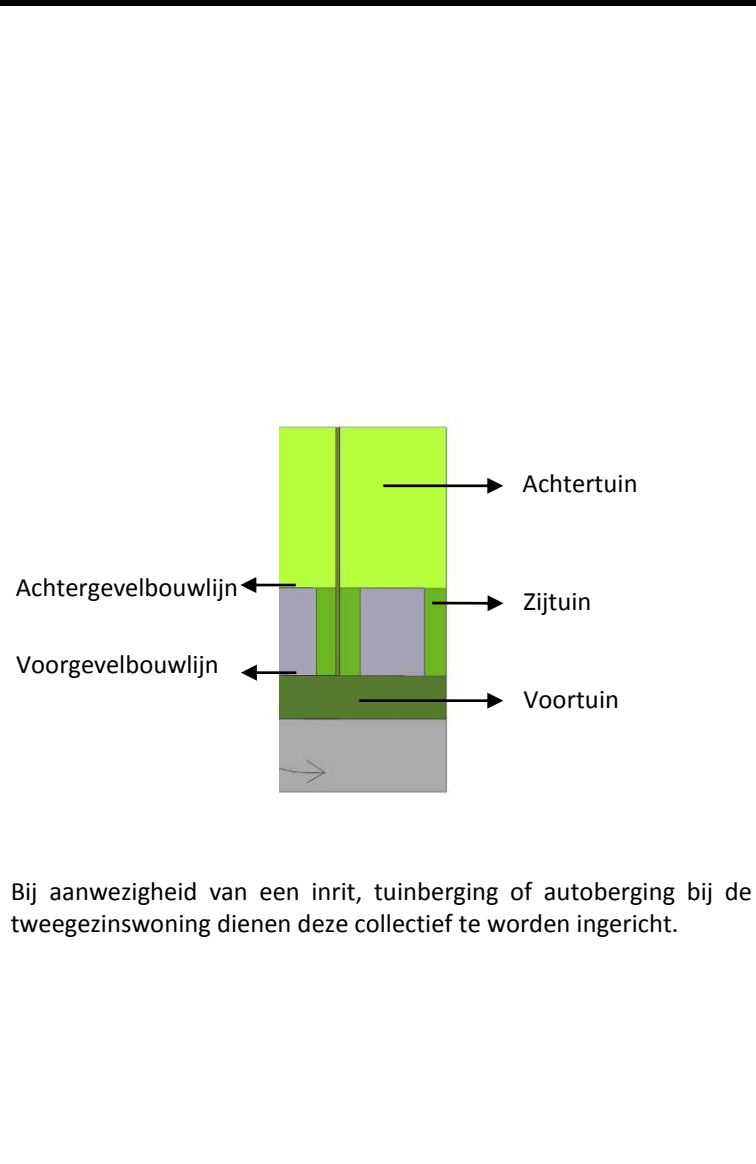 Achtertuin
Achtergevelbouwlijn
Zijtuin
Voorgevelbouwlijn
Voortuin
Bij aanwezigheid van een inrit, tuinberging of autoberging bij de
tweegezinswoning dienen deze collectief te worden ingericht.